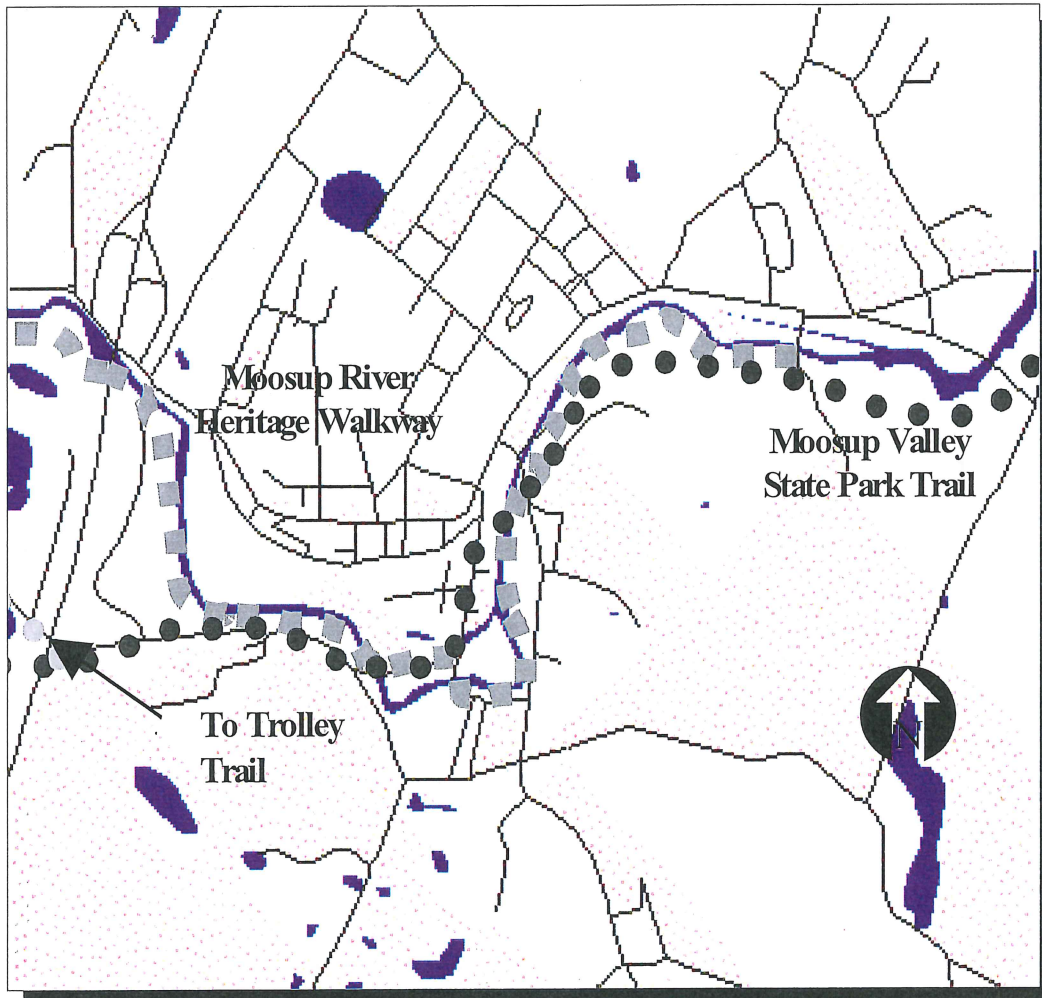 Moosup River
Heritage Walkway
Moosup Valley
State Park Trail
To Trolley
Trail
N